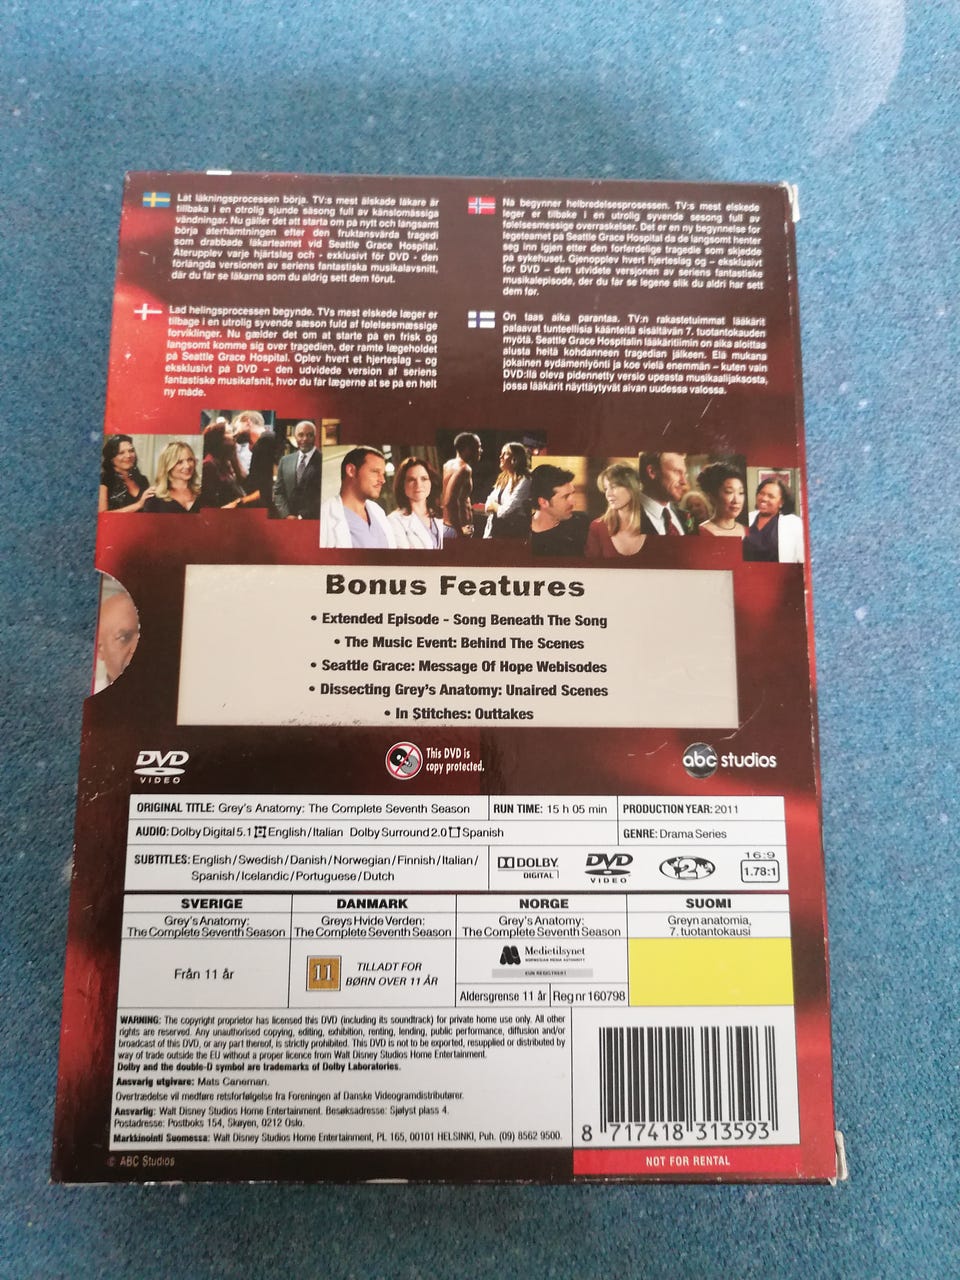 Låt läkningsprocessen börja. TV:s mest älskade läkare är
tillbaka i en otrolig sjunde säsong full av känslomässiga
vändningar. Nu gäller det att starta om på nytt och långsamt
börja återhämtningen efter den fruktansvärda tragedi
som drabbade läkarteamet vid Seattle Grace Hospital.
Återupplev varje hjärtslag och - exklusivt för DVD - den
förlängda versionen av seriens fantastiska musikalavsnitt,
där du får se läkarna som du aldrig sett dem förut.
Nå begynner helbredelsesprosessen. TV:s mest elskede
leger er tilbake i en utrolig syvende sesong full av
følelsesmessige overraskelser. Det er en ny begynnelse for
legeteamet på Seattle Grace Hospital da de langsomt henter
seg inn igjen etter den forferdelige tragedie som skjedde
på sykehuset. Gjenopplev hvert hjerteslag og – eksklusivt
for DVD – den utvidete versjonen av seriens fantastiske
musikalepisode, der du får se legene slik du aldri har sett
dem før.
Lad helingsprocessen begynde. TVs mest elskede læger er
tilbage i en utrolig syvende sæson fuld af følelsesmæssige
forviklinger. Nu gælder det om at starte på en frisk og
langsomt komme sig over tragedien, der ramte lægeholdet
på Seattle Grace Hospital. Oplev hvert et hjerteslag – og
eksklusivt på DVD – den udvidede version af seriens
fantastiske musikafsnit, hvor du får lægerne at se på en helt
ny måde.
On taas aika parantaa. TV:n rakastetuimmat lääkärit
palaavat tunteellisia käänteitä sisältävän 7. tuotantokauden
myötä. Seattle Grace Hospitalin lääkäritiimin on aika aloittaa
alusta heitä kohdanneen tragedian jälkeen. Elä mukana
jokainen sydämenlyönti ja koe vielä enemmän – kuten vain
DVD:llä oleva pidennetty versio upeasta musikaalijaksosta,
jossa lääkärit näyttäytyvät aivan uudessa valossa.
Bonus Features
• Extended Episode - Song Beneath The Song
• The Music Event: Behind The Scenes
• Seattle Grace: Message Of Hope Webisodes
• Dissecting Grey's Anatomy: Unaired Scenes
• In Stitches: Outtakes
DVD VIDEO
This DVD is
copy protected.
abc studios
ORIGINAL TITLE: Grey's Anatomy: The Complete Seventh Season
RUN TIME: 15 h 05 min
PRODUCTION YEAR: 2011
AUDIO: Dolby Digital 5.1 English/Italian Dolby Surround 2.0 Spanish
GENRE: Drama Series
SUBTITLES: English/Swedish/Danish/Norwegian/Finnish/Italian/
Spanish/Icelandic/Portuguese/Dutch
DOLBY
DIGITAL
DVD
VIDEO
2
16:9
1.78:1
SVERIGE
Grey's Anatomy:
The Complete Seventh Season
Från 11 år
DANMARK
Greys Hvide Verden:
The Complete Seventh Season
11
TILLADT FOR
BØRN OVER 11 ÅR
NORGE
Grey's Anatomy:
The Complete Seventh Season
Medietilsynet
NORWEGIAN MEDIA AUTHORITY
KUN REGISTRERT
Aldersgrense 11 år
Reg nr 160798
SUOMI
Greyn anatomia,
7. tuotantokausi
WARNING: The copyright proprietor has licensed this DVD (including its soundtrack) for private home use only. All other
rights are reserved. Any unauthorised copying, editing, exhibition, renting, lending, public performance, diffusion and/or
broadcast of this DVD, or any part thereof, is strictly prohibited. This DVD is not to be exported, resupplied or distributed by
way of trade outside the EU without a proper licence from Walt Disney Studios Home Entertainment.
Dolby and the double-D symbol are trademarks of Dolby Laboratories.
Ansvarig utgivare: Mats Caneman.
Overtrædelse vil medføre retsforfølgelse fra Foreningen af Danske Videogramdistributører.
Ansvarlig: Walt Disney Studios Home Entertainment. Besøksadresse: Sjølyst plass 4.
Postadresse: Postboks 154, Skøyen, 0212 Oslo.
Markkinointi Suomessa: Walt Disney Studios Home Entertainment, PL 165, 00101 HELSINKI, Puh. (09) 8562 9500.
8 717418 313593
NOT FOR RENTAL
© ABC Studios